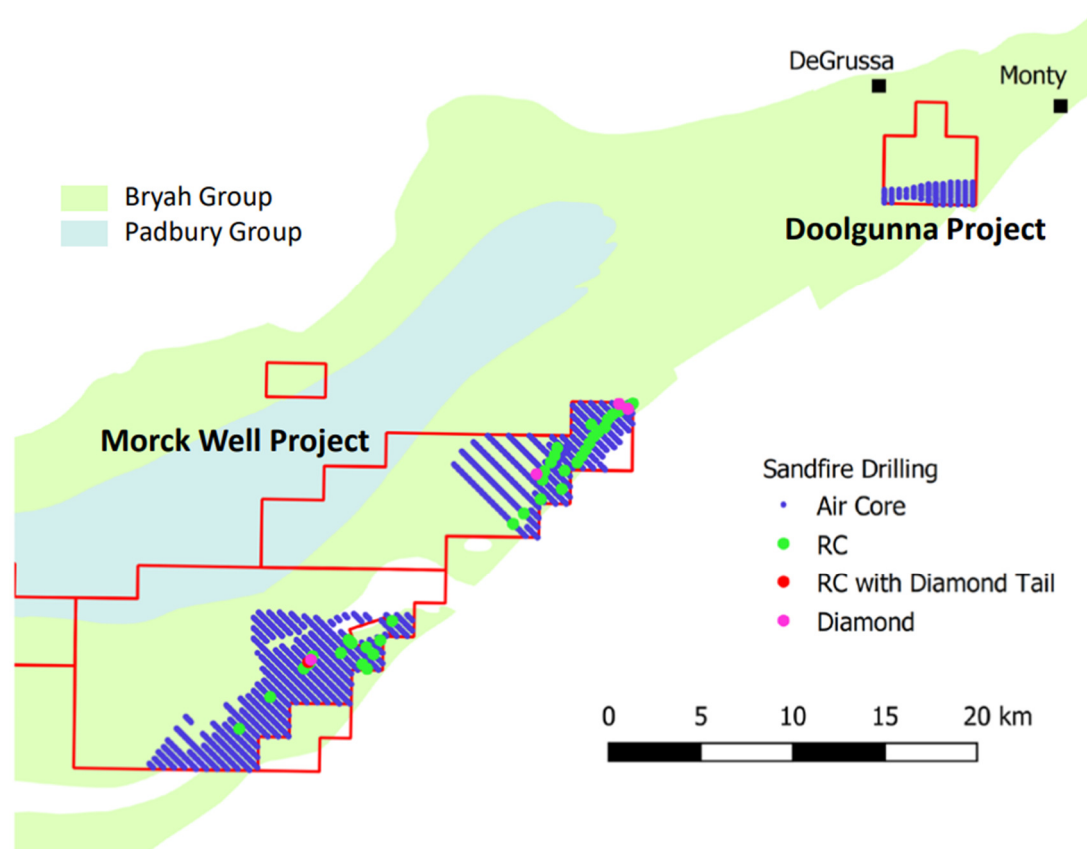 DeGrussa
Monty
Bryah Group
Padbury Group
Doolgunna Project
Morck Well Project
Sandfire Drilling
Air Core
RC
RC with Diamond Tail
Diamond
0 5 10 15 20 km